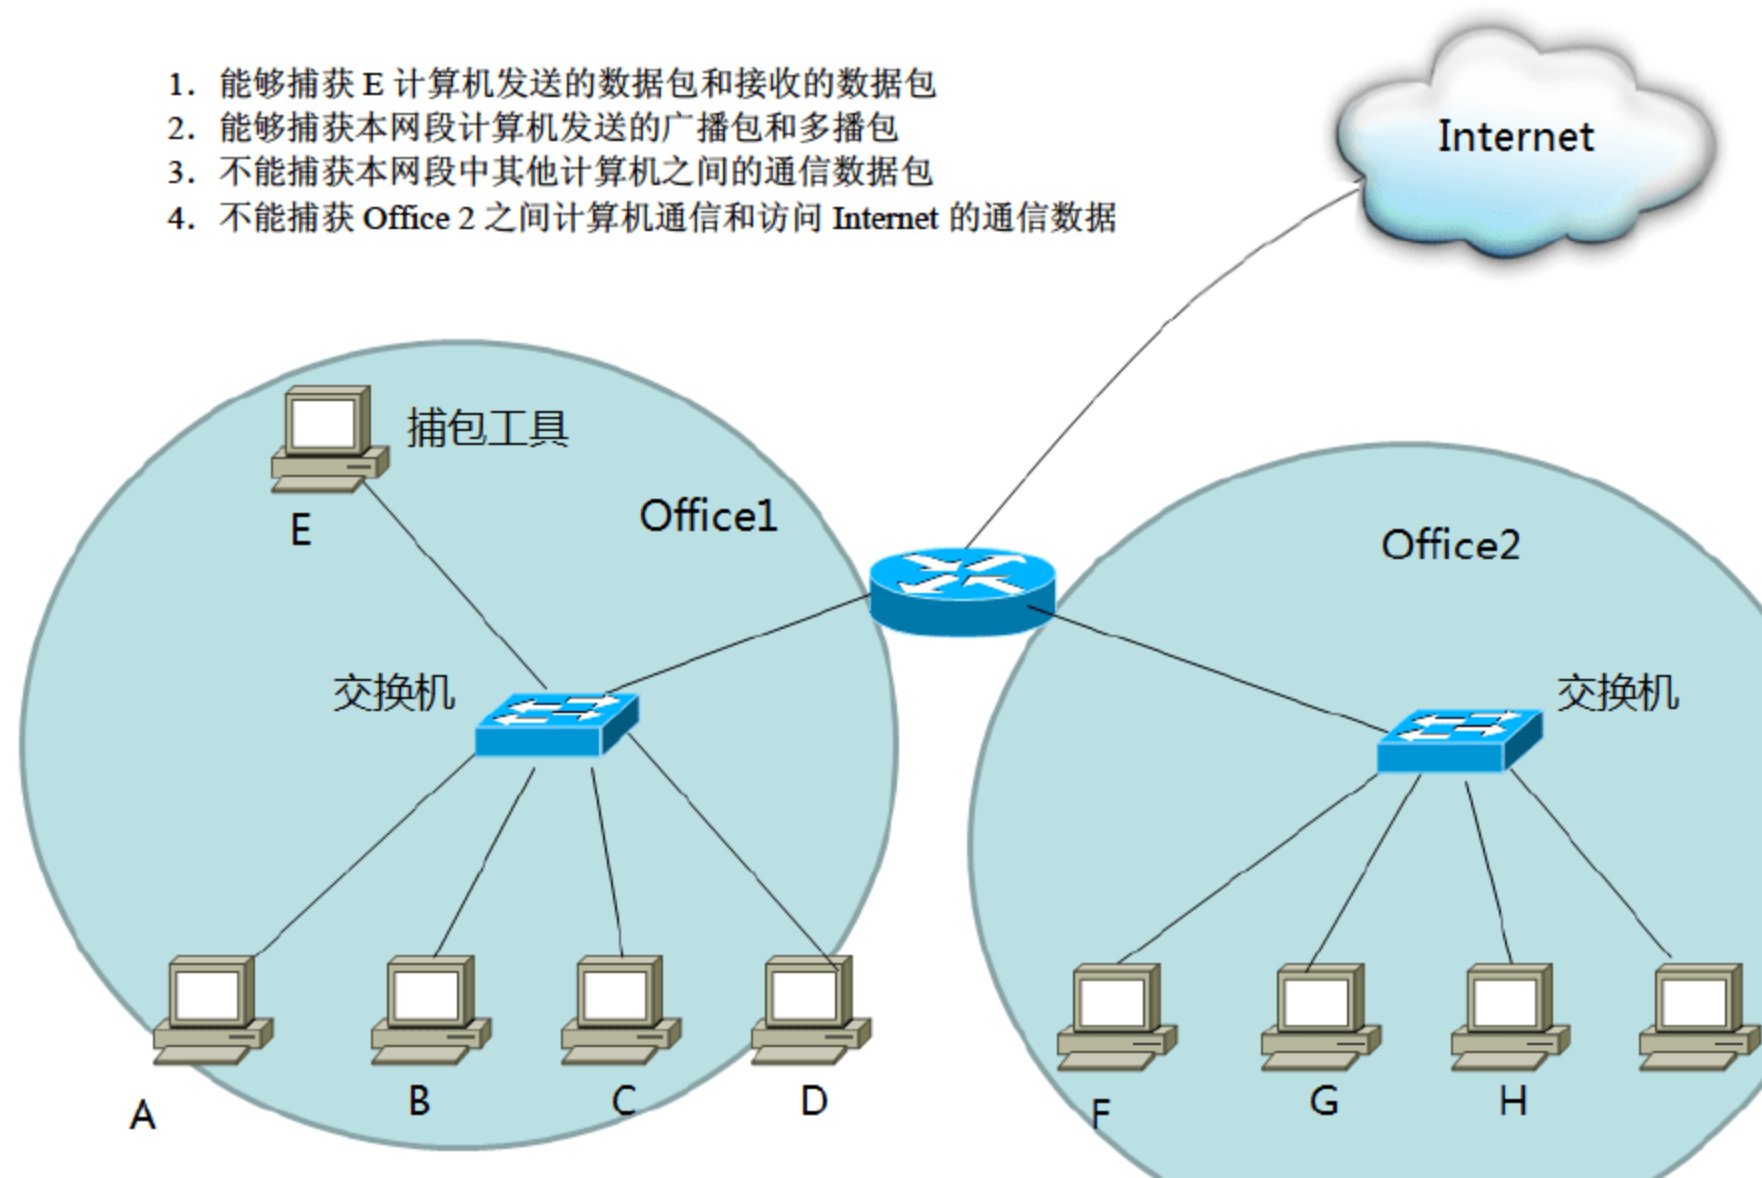 1. 能够捕获 E 计算机发送的数据包和接收的数据包
2. 能够捕获本网段计算机发送的广播包和多播包
3. 不能捕获本网段中其他计算机之间的通信数据包
4. 不能捕获 Office 2 之间计算机通信和访问 Internet 的通信数据
Internet
捕包工具
E
Office1
Office2
交换机
交换机
A
B
C
D
F
G
H